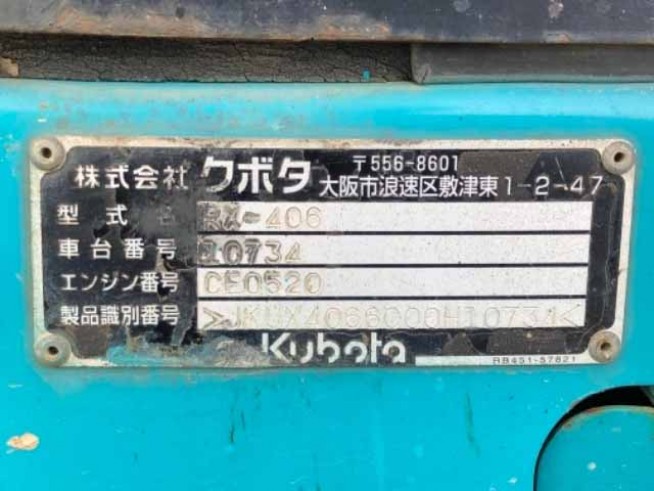 株式会社 クボタ 〒556-8601
大阪市浪速区敷津東1-2-47
型式名 RX-406
車台番号 10734
エンジン番号 CE0520
製品識別番号
Kubota
RB451-57821